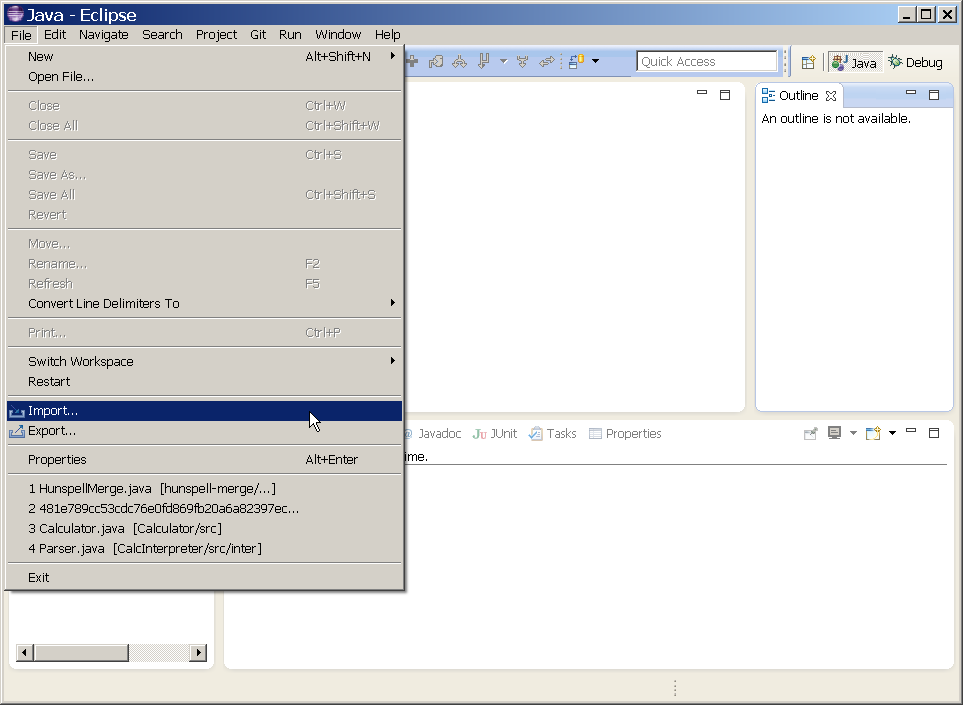 Java - Eclipse
File Edit Navigate Search Project Git Run Window Help
New Alt+Shift+N
Open File...
Close Ctrl+W
Close All Ctrl+Shift+W
Save Ctrl+S
Save As...
Save All Ctrl+Shift+S
Revert
Move...
Rename... F2
Refresh F5
Convert Line Delimiters To
Print... Ctrl+P
Switch Workspace
Restart
Import...
Export...
Properties Alt+Enter
1 HunspellMerge.java [hunspell-merge/...]
2 481e789cc53cdc76e0fd869fb20a6a82397ec...
3 Calculator.java [Calculator/src]
4 Parser.java [CalcInterpreter/src/inter]
Exit
Quick Access
Java Debug
Outline
An outline is not available.
@ Javadoc Ju JUnit Tasks Properties
ime.